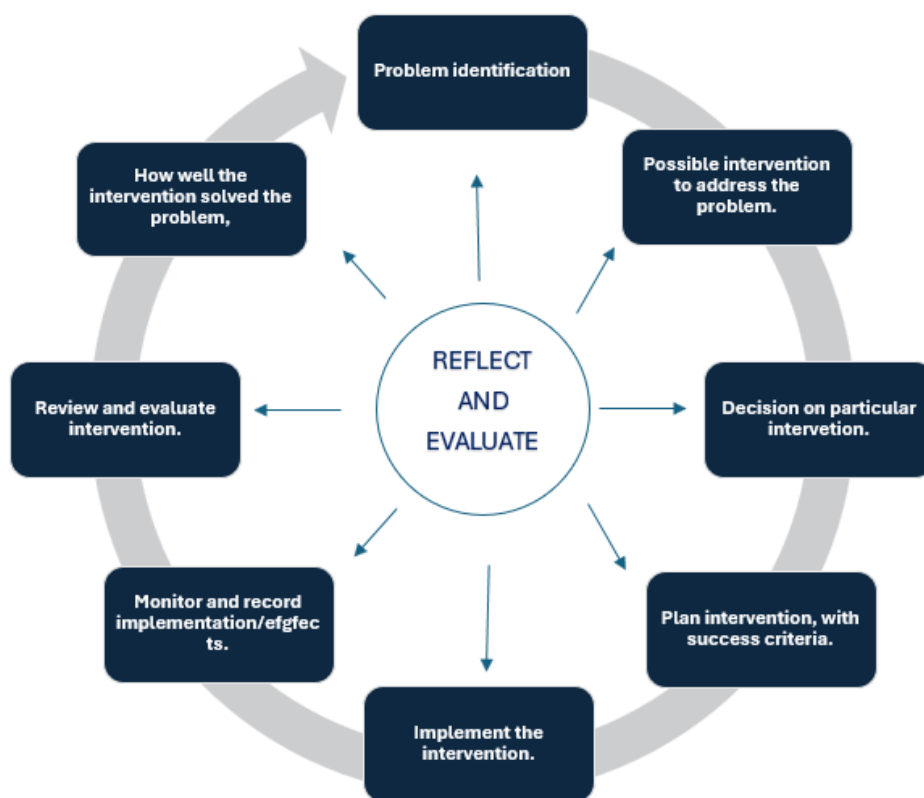 Problem identification
Possible intervention
to address the
problem.
Decision on particular
intervetion.
Plan intervention, with
success criteria.
Implement the
intervention.
Monitor and record
implementation/efgfec
ts.
Review and evaluate
intervention.
How well the
intervention solved the
problem,
REFLECT
AND
EVALUATE